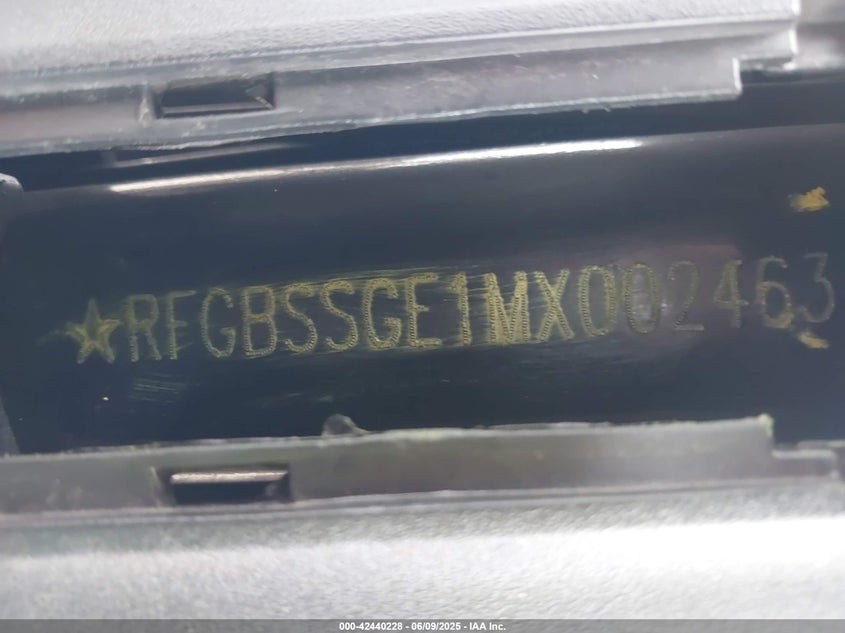 ★RFGBSSGE1MX002463
000-42440228 - 06/09/2025 - IAA Inc.